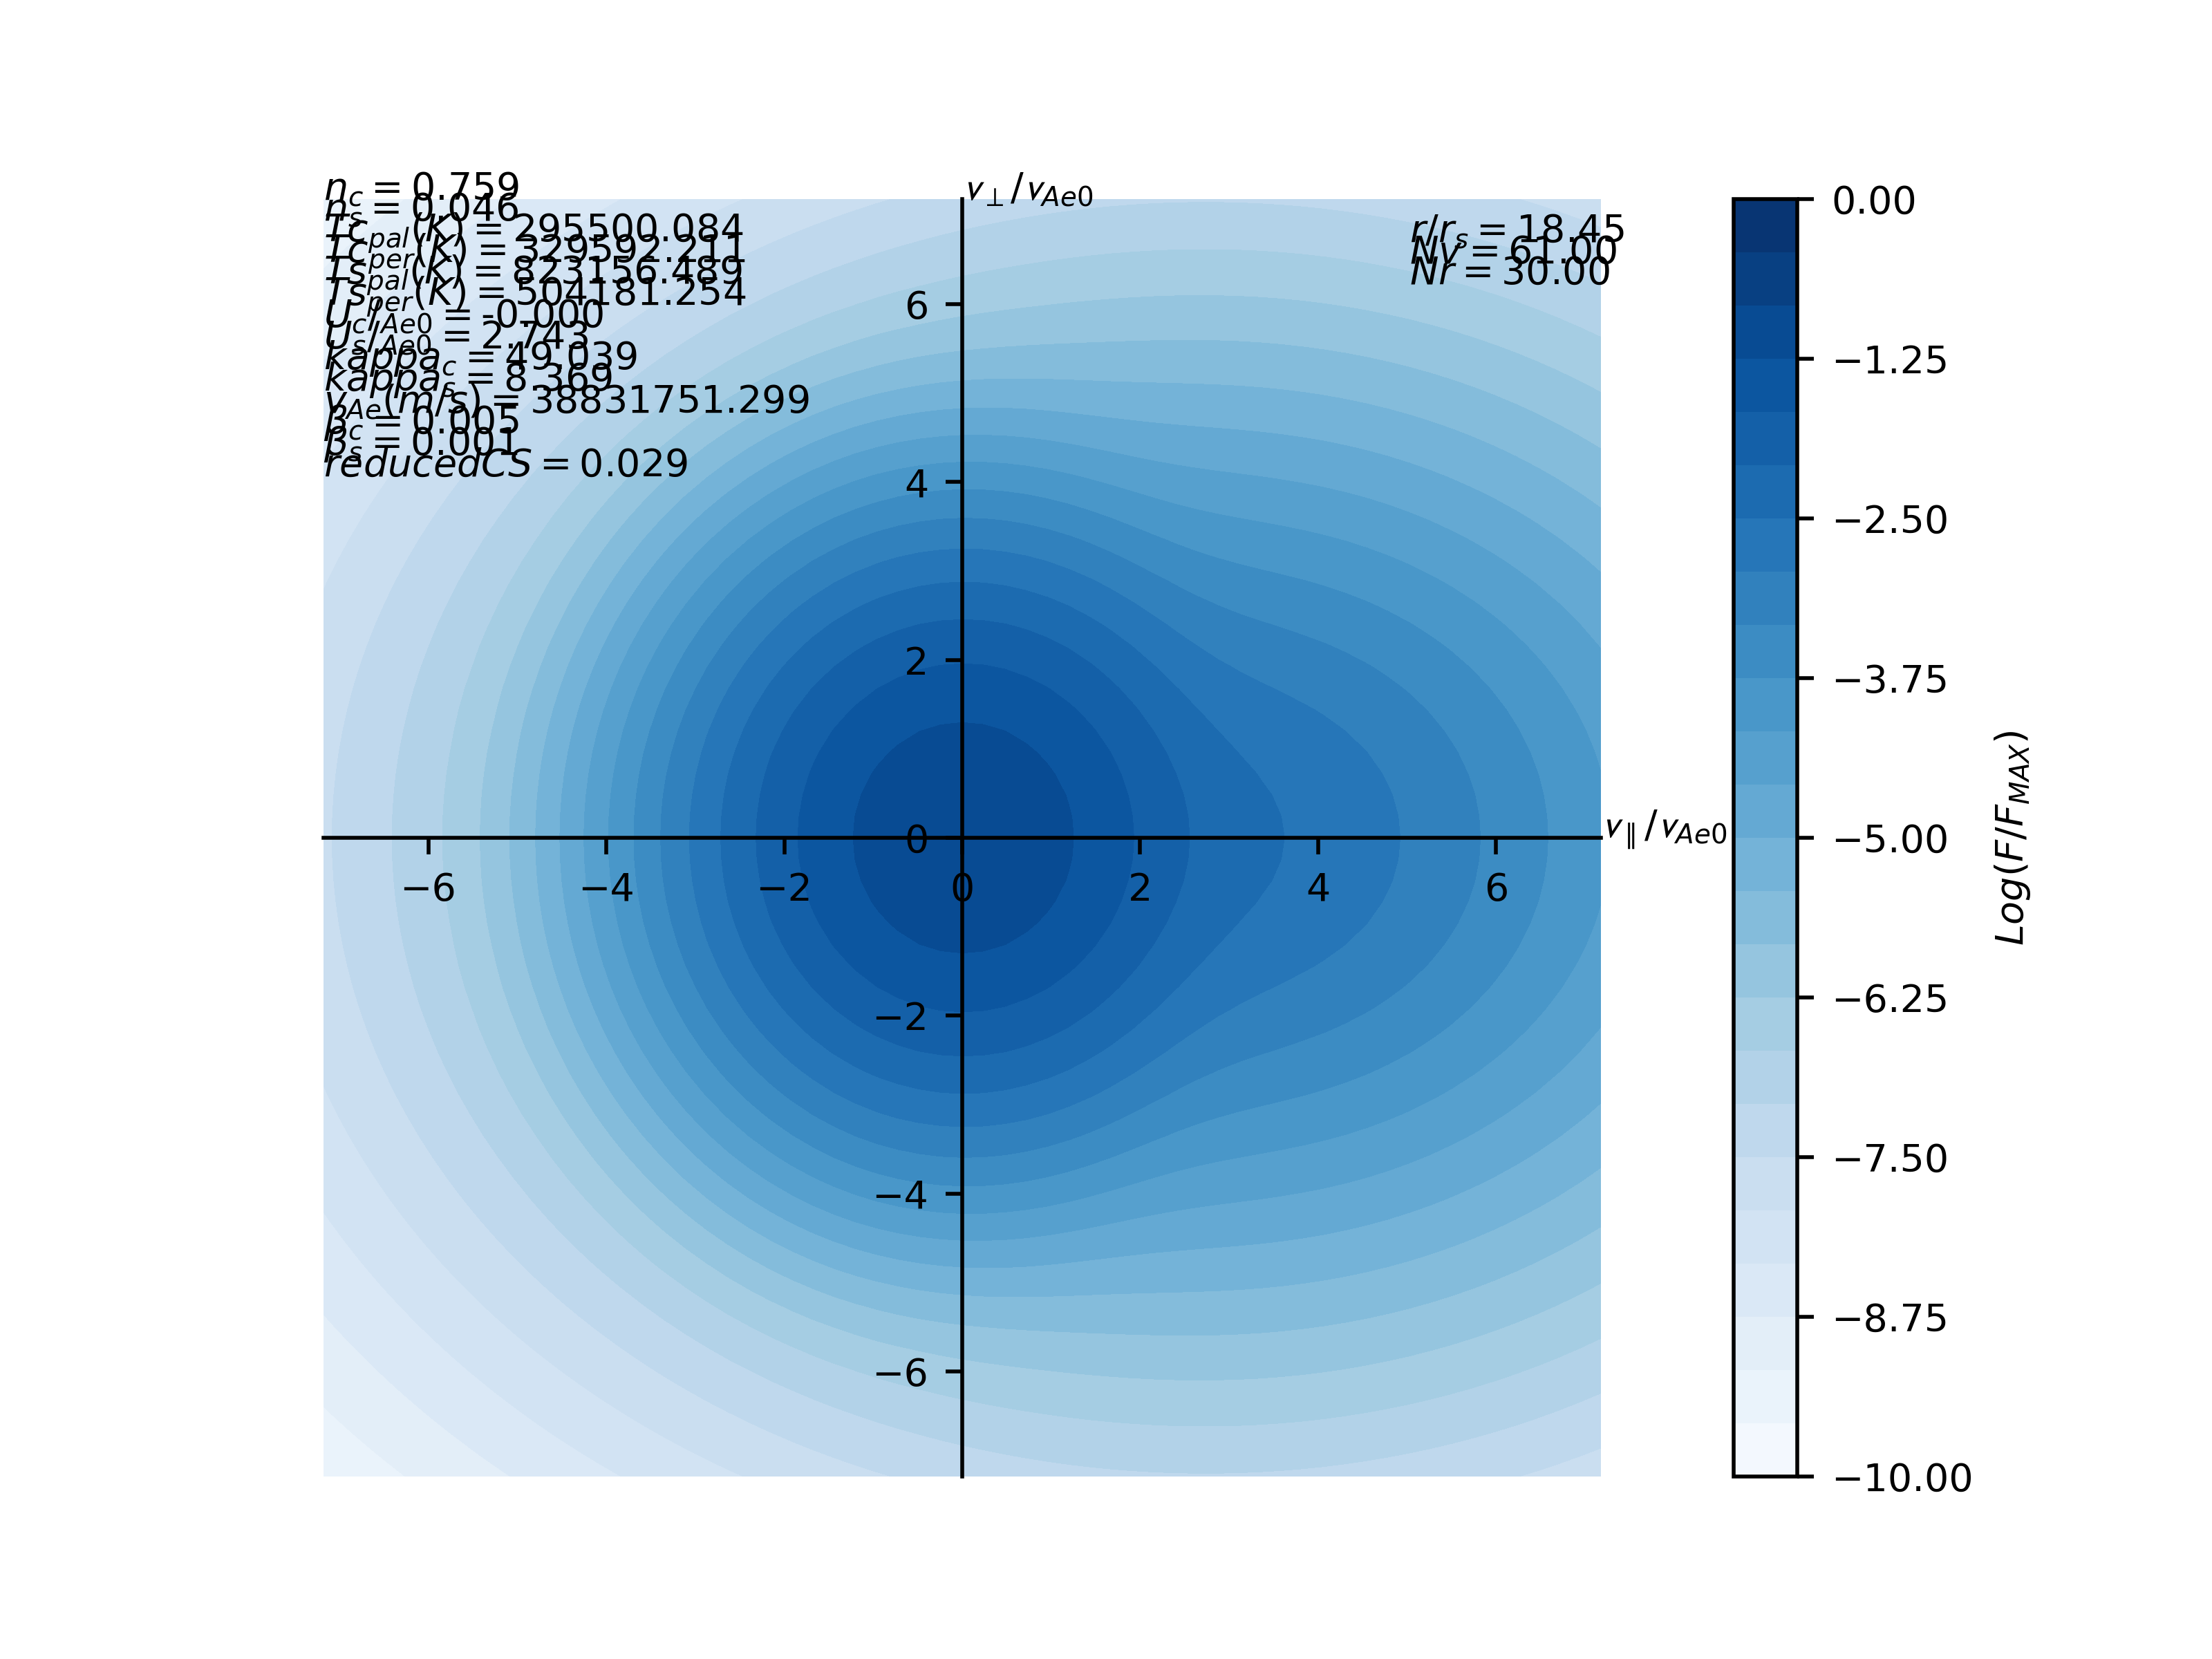 n_c = 0.759
n_s = 0.046
Tc_pal(K) = 295500.084
Tc_per(K) = 329592.211
Ts_pal(K) = 823156.489
Ts_per(K) = 504181.254
U_c/Ae0 = -0.000
U_s/Ae0 = 2.743
kappa_c = 49.039
kappa_s = 8.369
v_Ae(m/s) = 38831751.299
β_c = 0.005
β_s = 0.001
reducedCS = 0.029
v_⊥/v_Ae0
r/r_s = 18.45
Nv = 61.00
Nr = 30.00
6
4
2
0
−2
−4
−6
−6 −4 −2 0 2 4 6
v_∥/v_Ae0
0.00
−1.25
−2.50
−3.75
−5.00
−6.25
−7.50
−8.75
−10.00
Log(F/F_MAX)